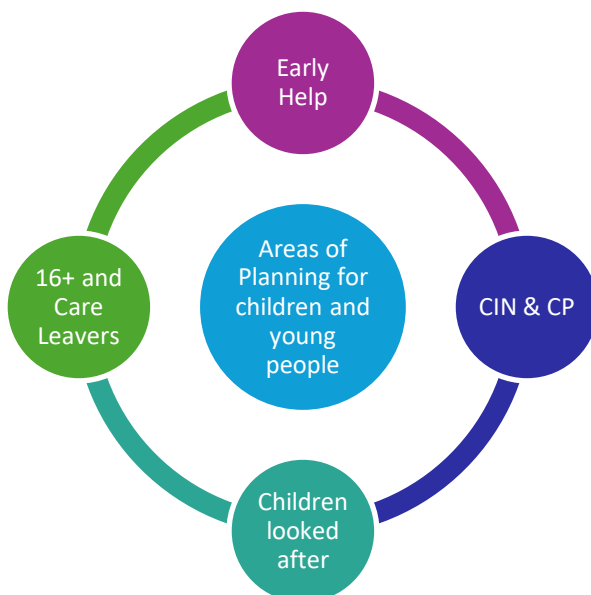 Early
Help
Areas of
Planning for
children and
young
people
CIN & CP
Children
looked
after
16+ and
Care
Leavers